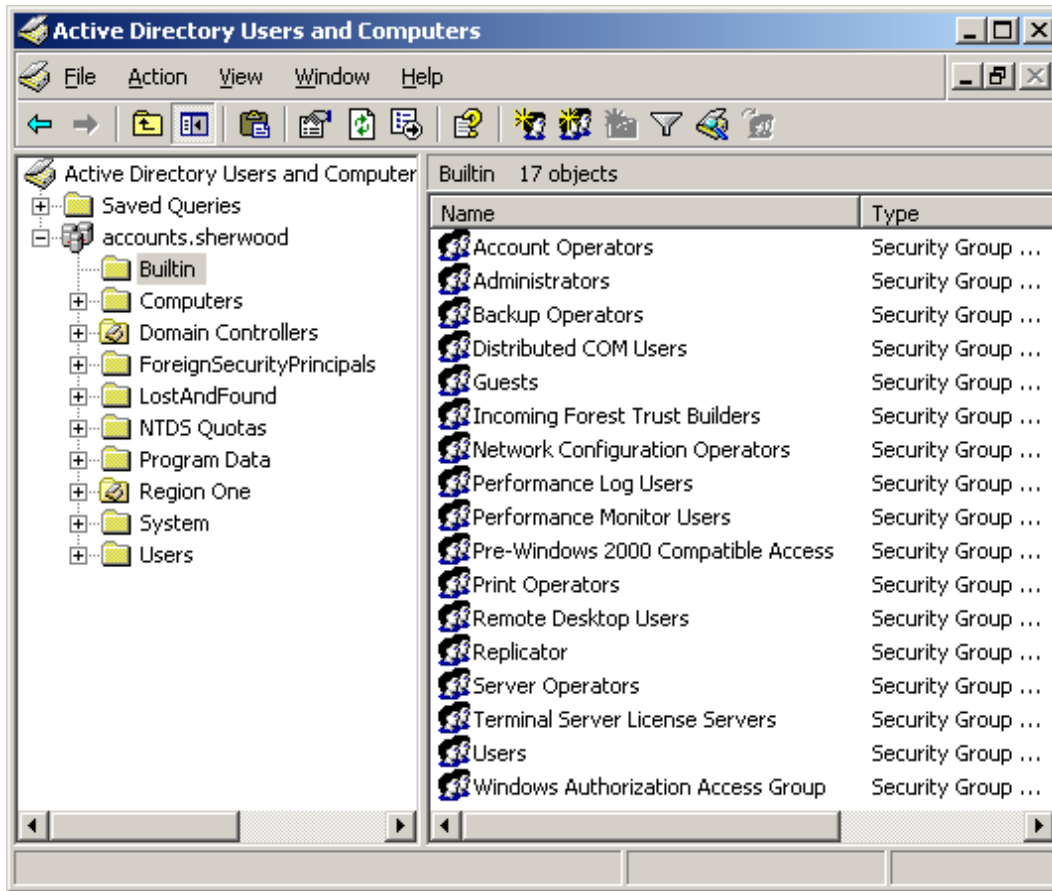 Active Directory Users and Computers
File Action View Window Help
Active Directory Users and Computer
Saved Queries
accounts.sherwood
Builtin
Computers
Domain Controllers
ForeignSecurityPrincipals
LostAndFound
NTDS Quotas
Program Data
Region One
System
Users
Builtin 17 objects
Name Type
Account Operators Security Group ...
Administrators Security Group ...
Backup Operators Security Group ...
Distributed COM Users Security Group ...
Guests Security Group ...
Incoming Forest Trust Builders Security Group ...
Network Configuration Operators Security Group ...
Performance Log Users Security Group ...
Performance Monitor Users Security Group ...
Pre-Windows 2000 Compatible Access Security Group ...
Print Operators Security Group ...
Remote Desktop Users Security Group ...
Replicator Security Group ...
Server Operators Security Group ...
Terminal Server License Servers Security Group ...
Users Security Group ...
Windows Authorization Access Group Security Group ...